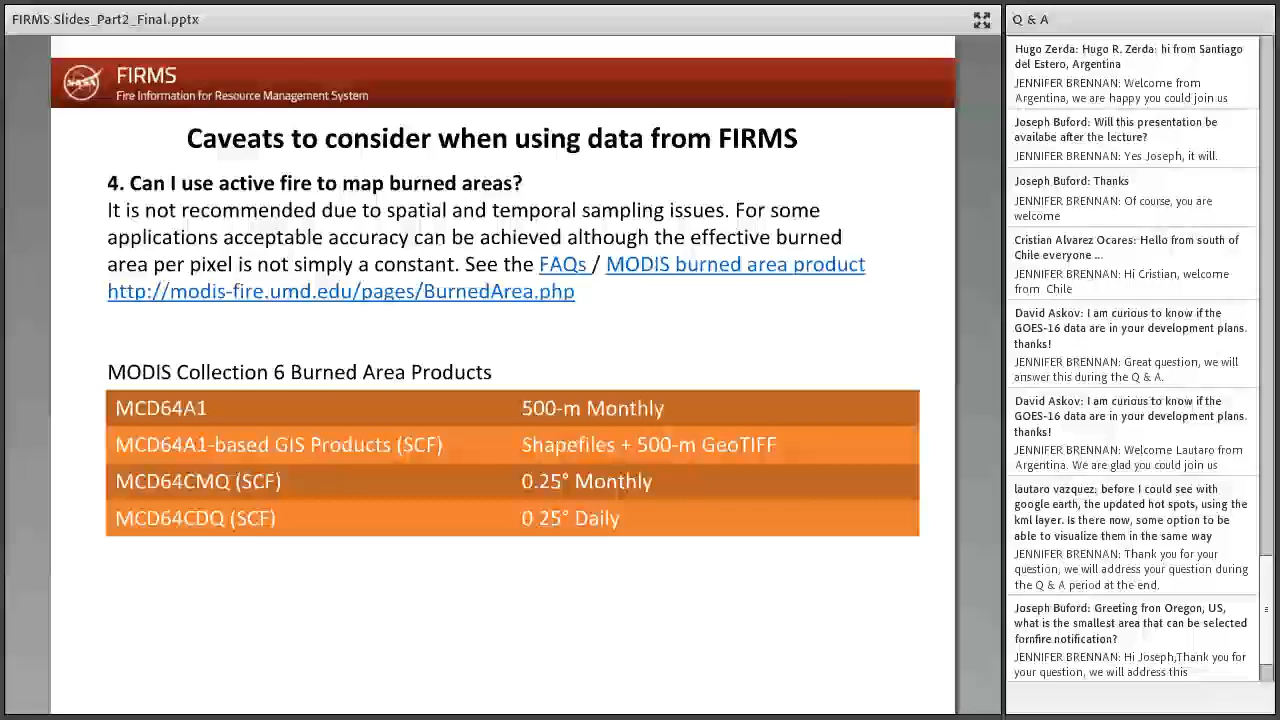 FIRMS Slides_Part2_Final.pptx
NASA
FIRMS
Fire Information for Resource Management System
Caveats to consider when using data from FIRMS
4. Can I use active fire to map burned areas?
It is not recommended due to spatial and temporal sampling issues. For some
applications acceptable accuracy can be achieved although the effective burned
area per pixel is not simply a constant. See the FAQs / MODIS burned area product
http://modis-fire.umd.edu/pages/BurnedArea.php
MODIS Collection 6 Burned Area Products
MCD64A1 500-m Monthly
MCD64A1-based GIS Products (SCF) Shapefiles + 500-m GeoTIFF
MCD64CMQ (SCF) 0.25° Monthly
MCD64CDQ (SCF) 0.25° Daily
Q & A
Hugo Zerda: Hugo R. Zerda: hi from Santiago
del Estero, Argentina
JENNIFER BRENNAN: Welcome from
Argentina, we are happy you could join us
Joseph Buford: Will this presentation be
availabe after the lecture?
JENNIFER BRENNAN: Yes Joseph, it will.
Joseph Buford: Thanks
JENNIFER BRENNAN: Of course, you are
welcome
Cristian Alvarez Ocares: Hello from south of
Chile everyone ...
JENNIFER BRENNAN: Hi Cristian, welcome
from Chile
David Askov: I am curious to know if the
GOES-16 data are in your development plans.
thanks!
JENNIFER BRENNAN: Great question, we will
answer this during the Q & A.
David Askov: I am curious to know if the
GOES-16 data are in your development plans.
thanks!
JENNIFER BRENNAN: Welcome Lautaro from
Argentina. We are glad you could join us
lautaro vazquez: before I could see with
google earth, the updated hot spots, using the
kml layer. Is there now, some option to be
able to visualize them in the same way
JENNIFER BRENNAN: Thank you for your
question, we will address your question during
the Q & A period at the end.
Joseph Buford: Greeting fron Oregon, US,
what is the smallest area that can be selected
fornfire notification?
JENNIFER BRENNAN: Hi Joseph,Thank you for
your question, we will address this